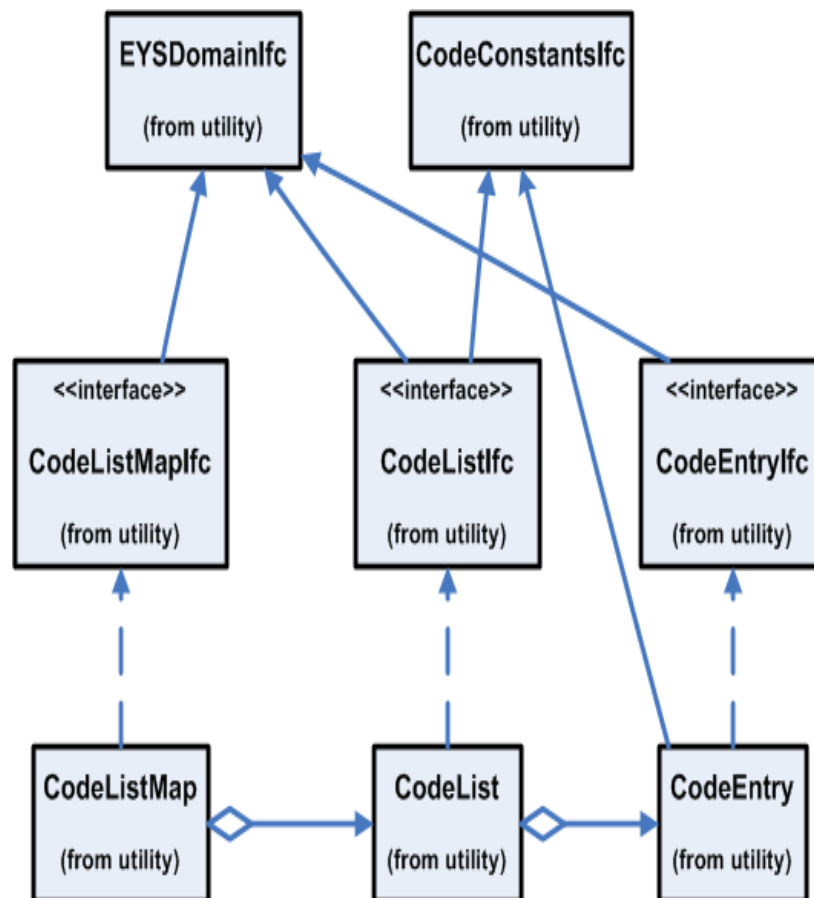 EYSDomainIfc
(from utility)
CodeConstantsIfc
(from utility)
<<interface>>
CodeListMapIfc
(from utility)
<<interface>>
CodeListIfc
(from utility)
<<interface>>
CodeEntryIfc
(from utility)
CodeListMap
(from utility)
CodeList
(from utility)
CodeEntry
(from utility)